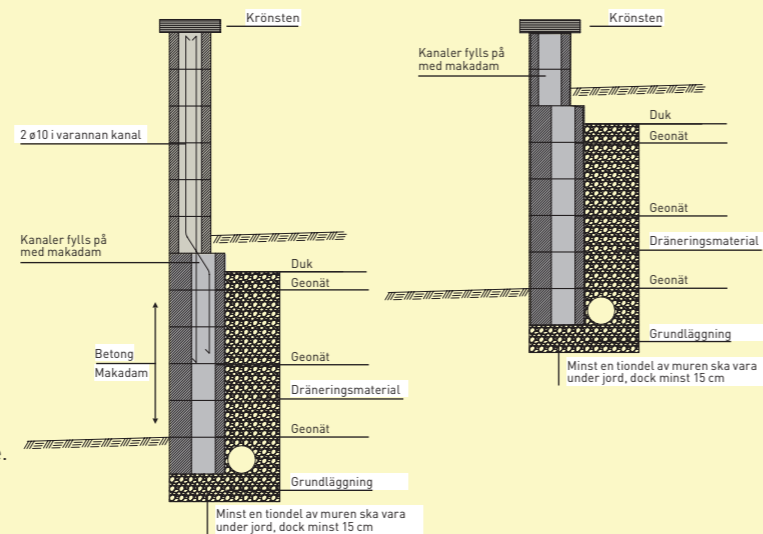 Krönsten
2 ø10 i varannan kanal
Kanaler fylls på
med makadam
Duk
Geonät
Betong
Makadam
Geonät
Dräneringsmaterial
Geonät
Grundläggning
Minst en tiondel av muren ska vara
under jord, dock minst 15 cm
Krönsten
Kanaler fylls på
med makadam
Duk
Geonät
Geonät
Dräneringsmaterial
Geonät
Grundläggning
Minst en tiondel av muren ska vara
under jord, dock minst 15 cm